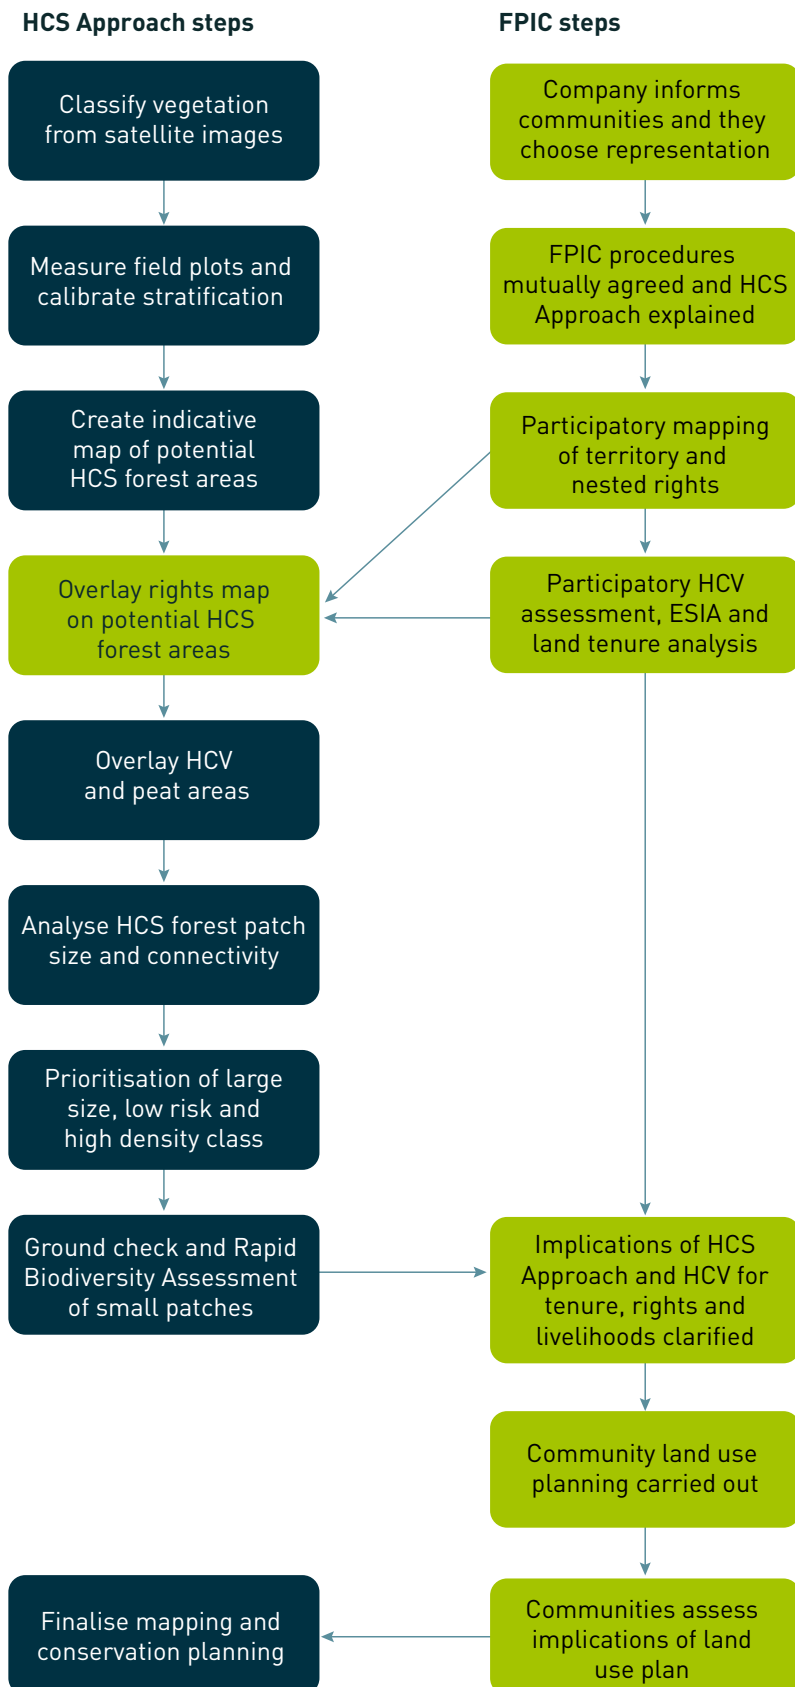 HCS Approach steps
Classify vegetation
from satellite images
Measure field plots and
calibrate stratification
Create indicative
map of potential
HCS forest areas
Overlay rights map
on potential HCS
forest areas
Overlay HCV
and peat areas
Analyse HCS forest patch
size and connectivity
Prioritisation of large
size, low risk and
high density class
Ground check and Rapid
Biodiversity Assessment
of small patches
Finalise mapping and
conservation planning
FPIC steps
Company informs
communities and they
choose representation
FPIC procedures
mutually agreed and HCS
Approach explained
Participatory mapping
of territory and
nested rights
Participatory HCV
assessment, ESIA and
land tenure analysis
Implications of HCS
Approach and HCV for
tenure, rights and
livelihoods clarified
Community land use
planning carried out
Communities assess
implications of land
use plan